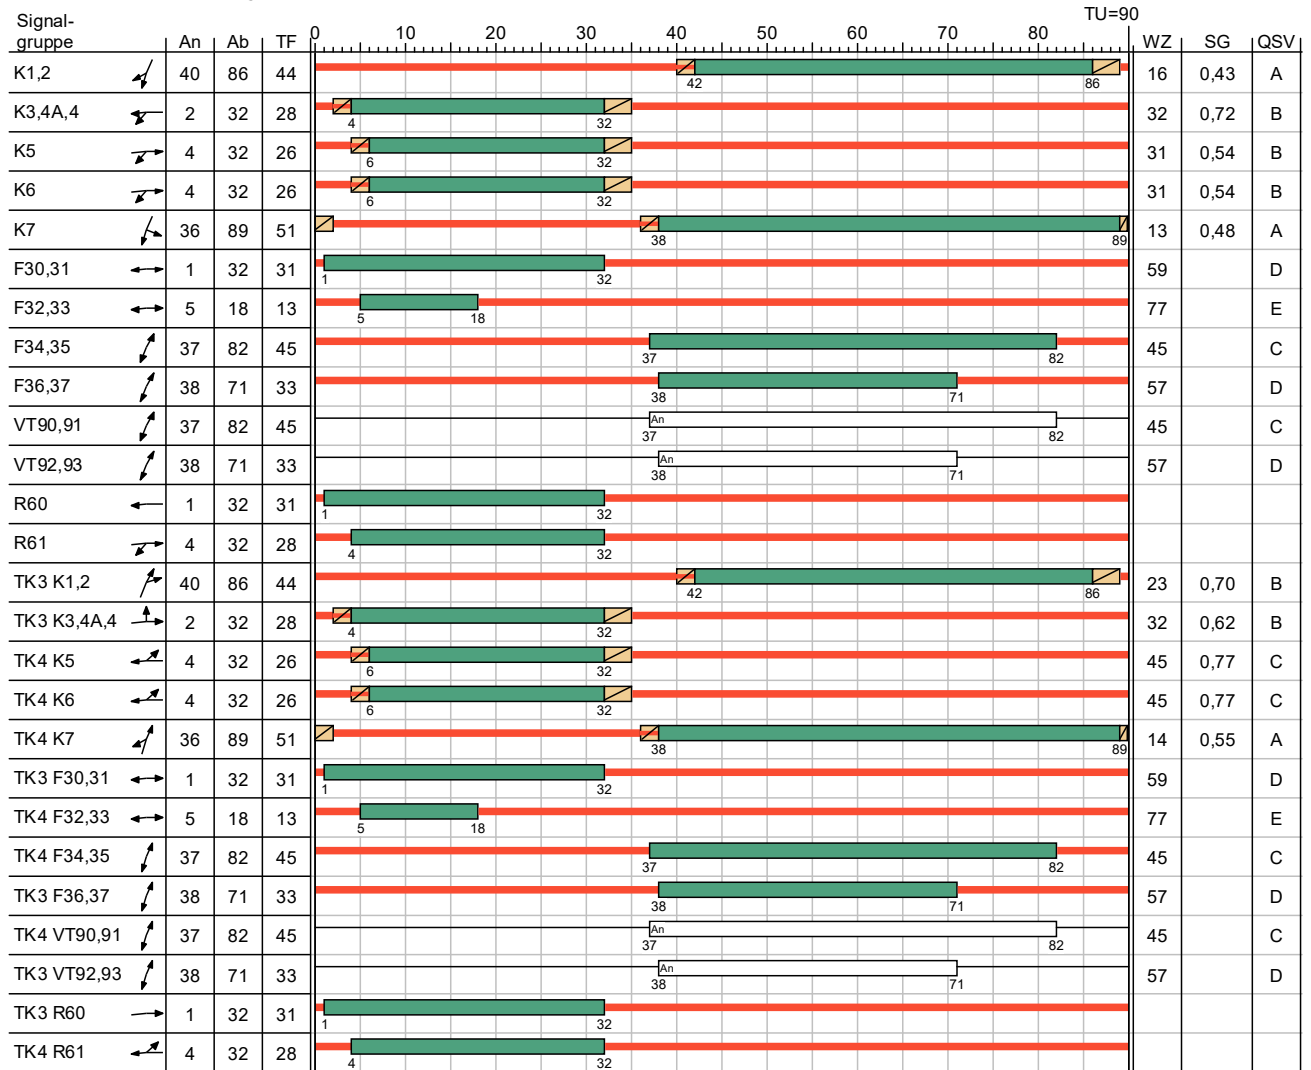 TU=90
Signal-
gruppe An Ab TF 0 10 20 30 40 50 60 70 80 WZ SG QSV
K1,2 40 86 44 42 86 16 0,43 A
K3,4A,4 2 32 28 4 32 32 0,72 B
K5 4 32 26 6 32 31 0,54 B
K6 4 32 26 6 32 31 0,54 B
K7 36 89 51 38 89 13 0,48 A
F30,31 1 32 31 1 32 59 D
F32,33 5 18 13 5 18 77 E
F34,35 37 82 45 37 82 45 C
F36,37 38 71 33 38 71 57 D
VT90,91 37 82 45 An 37 82 45 C
VT92,93 38 71 33 An 38 71 57 D
R60 1 32 31 1 32
R61 4 32 28 4 32
TK3 K1,2 40 86 44 42 86 23 0,70 B
TK3 K3,4A,4 2 32 28 4 32 32 0,62 B
TK4 K5 4 32 26 6 32 45 0,77 C
TK4 K6 4 32 26 6 32 45 0,77 C
TK4 K7 36 89 51 38 89 14 0,55 A
TK3 F30,31 1 32 31 1 32 59 D
TK4 F32,33 5 18 13 5 18 77 E
TK4 F34,35 37 82 45 37 82 45 C
TK3 F36,37 38 71 33 38 71 57 D
TK4 VT90,91 37 82 45 An 37 82 45 C
TK3 VT92,93 38 71 33 An 38 71 57 D
TK3 R60 1 32 31 1 32
TK4 R61 4 32 28 4 32